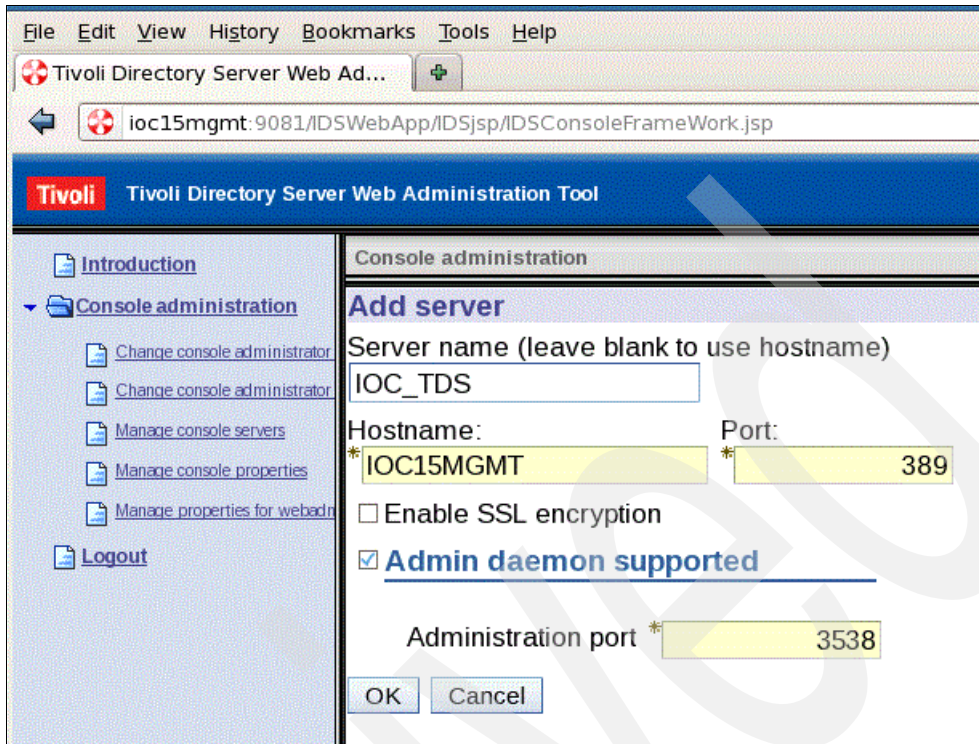 File Edit View History Bookmarks Tools Help
Tivoli Directory Server Web Ad...
ioc15mgmt:9081/IDSWebApp/IDSjsp/IDSConsoleFrameWork.jsp
Tivoli Tivoli Directory Server Web Administration Tool
Introduction
Console administration
Change console administrator
Change console administrator
Manage console servers
Manage console properties
Manage properties for webadn
Logout
Console administration
Add server
Server name (leave blank to use hostname)
IOC_TDS
Hostname: Port:
*IOC15MGMT *389
Enable SSL encryption
Admin daemon supported
Administration port *3538
OK Cancel